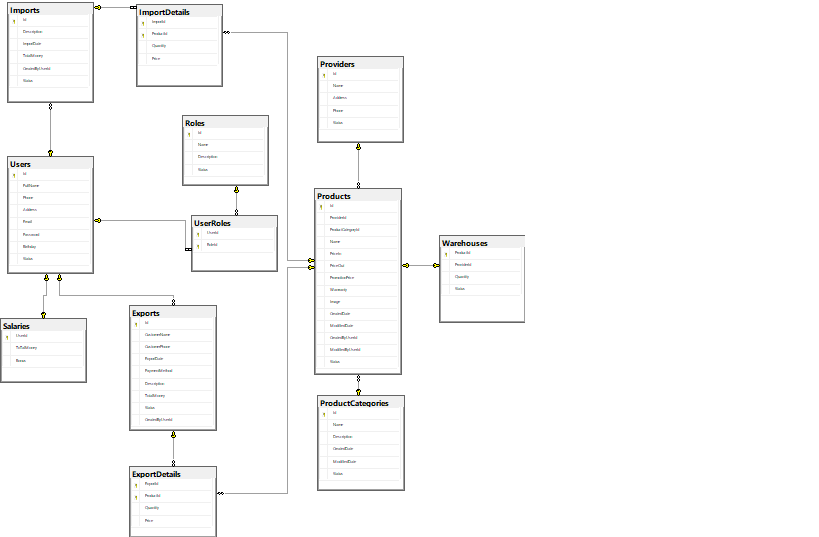 Imports
Id
Description
ImportDate
TotalMoney
CreatedByUserId
Status
ImportDetails
ImportId
ProductId
Quantity
Price
Providers
Id
Name
Address
Phone
Status
Roles
Id
Name
Description
Status
Users
Id
FullName
Phone
Address
Email
Password
Birthday
Status
UserRoles
UserId
RoleId
Products
Id
ProviderId
ProductCategoryId
Name
PriceIn
PriceOut
PromotionPrice
Warranty
Image
CreatedDate
ModifiedDate
CreatedByUserId
ModifiedByUserId
Status
Warehouses
ProductId
ProviderId
Quantity
Status
Salaries
UserId
ToTalMoney
Bonus
Exports
Id
CustomerName
CustomerPhone
ExportDate
PaymentMethod
Description
TotalMoney
Status
CreatedByUserId
ProductCategories
Id
Name
Description
CreatedDate
ModifiedDate
Status
ExportDetails
ExportId
ProductId
Quantity
Price